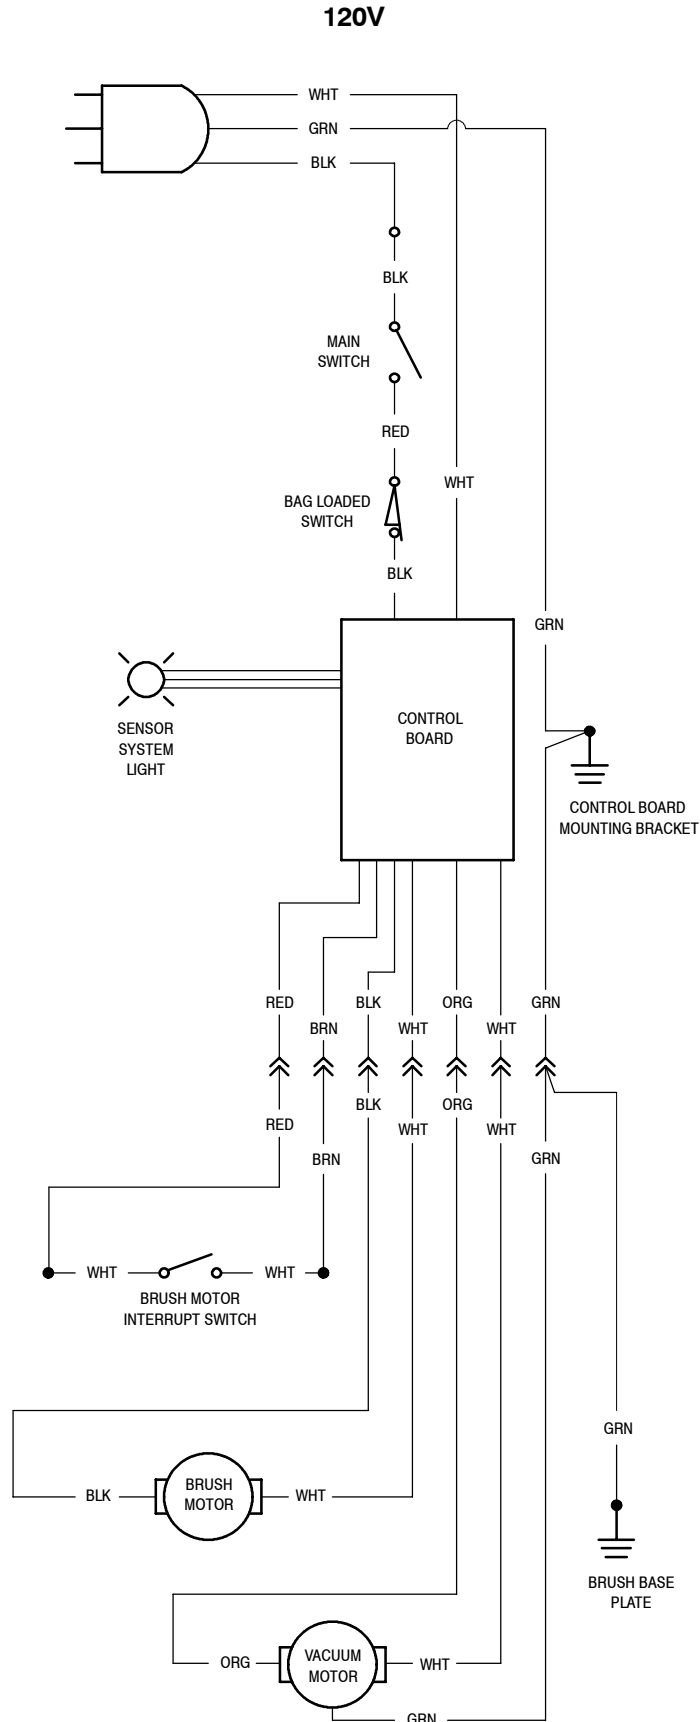 120V
WHT
GRN
BLK
BLK
MAIN
SWITCH
RED
WHT
BAG LOADED
SWITCH
BLK
GRN
SENSOR
SYSTEM
LIGHT
CONTROL
BOARD
CONTROL BOARD
MOUNTING BRACKET
RED
BLK
ORG
GRN
BRN
WHT
WHT
BLK
ORG
RED
WHT
WHT
BRN
GRN
WHT
WHT
BRUSH MOTOR
INTERRUPT SWITCH
GRN
BRUSH
MOTOR
BLK
WHT
BRUSH BASE
PLATE
VACUUM
MOTOR
ORG
WHT
GRN